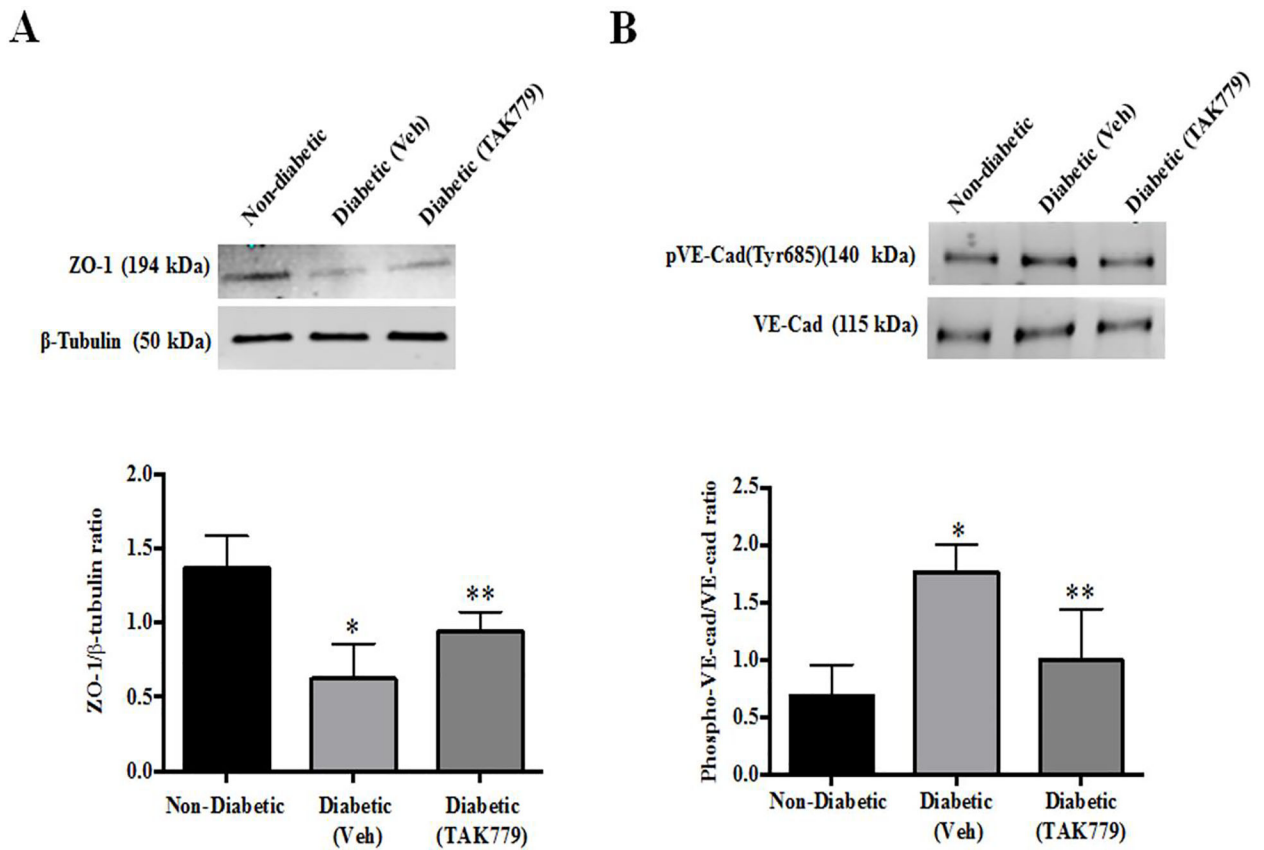 A
Non-diabetic
Diabetic (Veh)
Diabetic (TAK779)
ZO-1 (194 kDa)
β-Tubulin (50 kDa)
2.0
1.5
1.0
0.5
0.0
ZO-1/β-tubulin ratio
*
**
Non-Diabetic
Diabetic
(Veh)
Diabetic
(TAK779)
B
Non-diabetic
Diabetic (Veh)
Diabetic (TAK779)
pVE-Cad(Tyr685)(140 kDa)
VE-Cad (115 kDa)
2.5
2.0
1.5
1.0
0.5
0.0
Phospho-VE-cad/VE-cad ratio
*
**
Non-Diabetic
Diabetic
(Veh)
Diabetic
(TAK779)